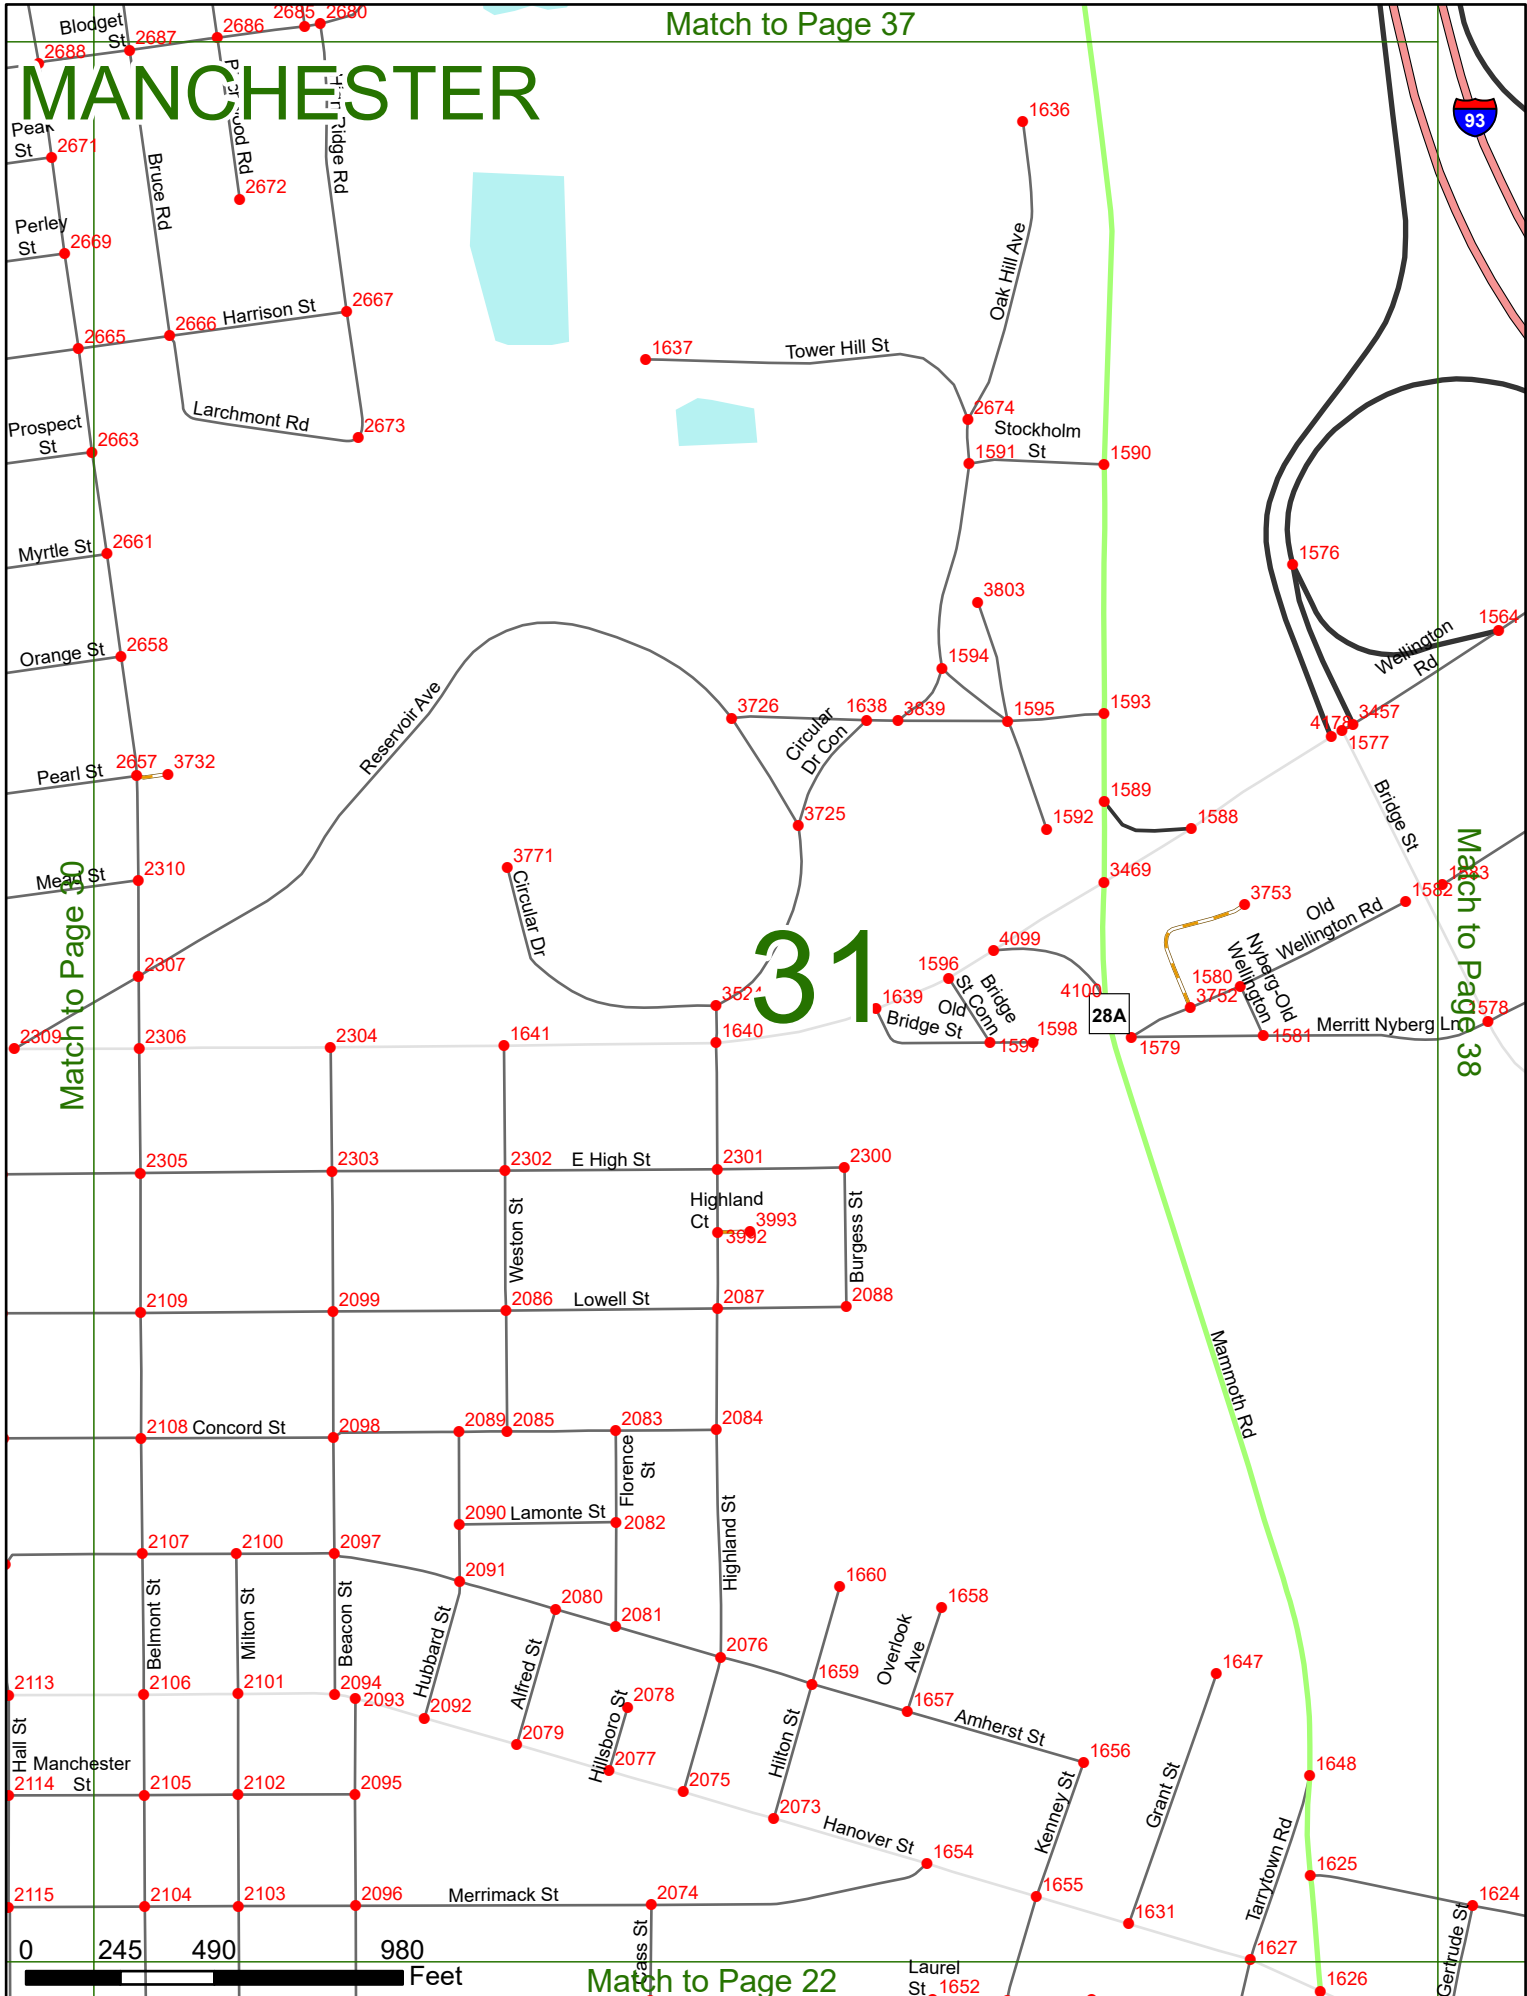 Match to Page 37
MANCHESTER
Blodget
St
2688
2687
2686
2685
2680
93
1636
Pearl
St
2671
Bruce Rd
2672
High Ridge Rd
Perley
St
2669
Oak Hill Ave
2667
Harrison St
2666
2665
1637
Tower Hill St
Larchmont Rd
2673
2674
Stockholm
St
Prospect
St
2663
1591
1590
Myrtle St
2661
1576
3803
1564
Wellington
Rd
Orange St
2658
1594
Reservoir Ave
3726
1638
3839
1595
1593
Circular
Dr Con
4178
3457
1577
Pearl St
2657
3732
1589
1588
Bridge St
3725
1592
3771
Mead St
2310
Match to Page 30
3469
1583
1582
3753
Match to Page 38
Circular Dr
Old
Wellington Rd
31
4099
1596
Bridge
St Conn
Nyberg-Old
Wellington
2307
3524
1639
4100
1580
3752
28A
Old
Bridge St
1597
1598
1579
1581
Merritt Nyberg Ln
1578
2309
2306
2304
1641
1640
2305
2303
2302
E High St
2301
2300
Highland
Ct
3993
3992
Weston St
Burgess St
2109
2099
2086
Lowell St
2087
2088
Mammoth Rd
2108
Concord St
2098
2089
2085
2083
2084
Florence
St
2090
Lamonte St
2082
Highland St
2107
2100
2097
2091
1660
2080
1658
2081
Belmont St
Milton St
Beacon St
Hubbard St
Alfred St
2076
Overlook
Ave
1659
1647
2113
2106
2101
2094
2093
2092
2078
1657
Hillsboro St
Hilton St
Amherst St
2079
Hall St
Manchester
St
1656
2077
1648
2114
2105
2102
2095
2075
Kenney St
Grant St
2073
Hanover St
Tarrytown Rd
1654
1625
1655
1624
2115
2104
2103
2096
Merrimack St
2074
1631
Gertrude St
1627
Cass St
0 245 490 980
Feet
Match to Page 22
Laurel
St
1652
1626